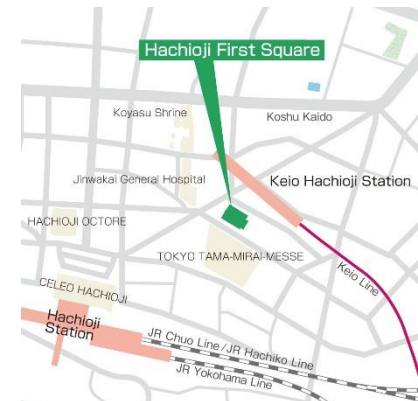 Hachioji First Square
Koyasu Shrine
Koshu Kaido
Jinwakai General Hospital
Keio Hachioji Station
HACHIOJI OCTORE
TOKYO TAMA-MIRAI-MESSE
Keio Line
CELEO HACHIOJI
Hachioji
Station
JR Chuo Line/JR Hachiko Line
JR Yokohama Line